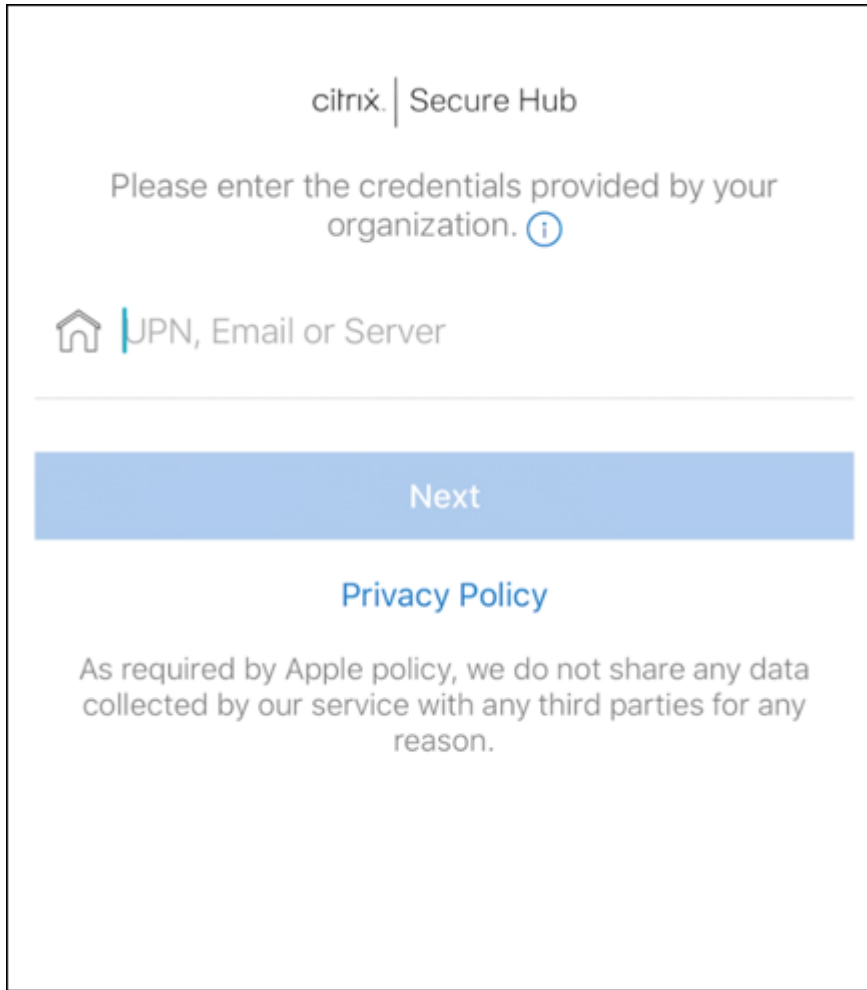 citrix. | Secure Hub
Please enter the credentials provided by your
organization. i
UPN, Email or Server
Next
Privacy Policy
As required by Apple policy, we do not share any data
collected by our service with any third parties for any
reason.